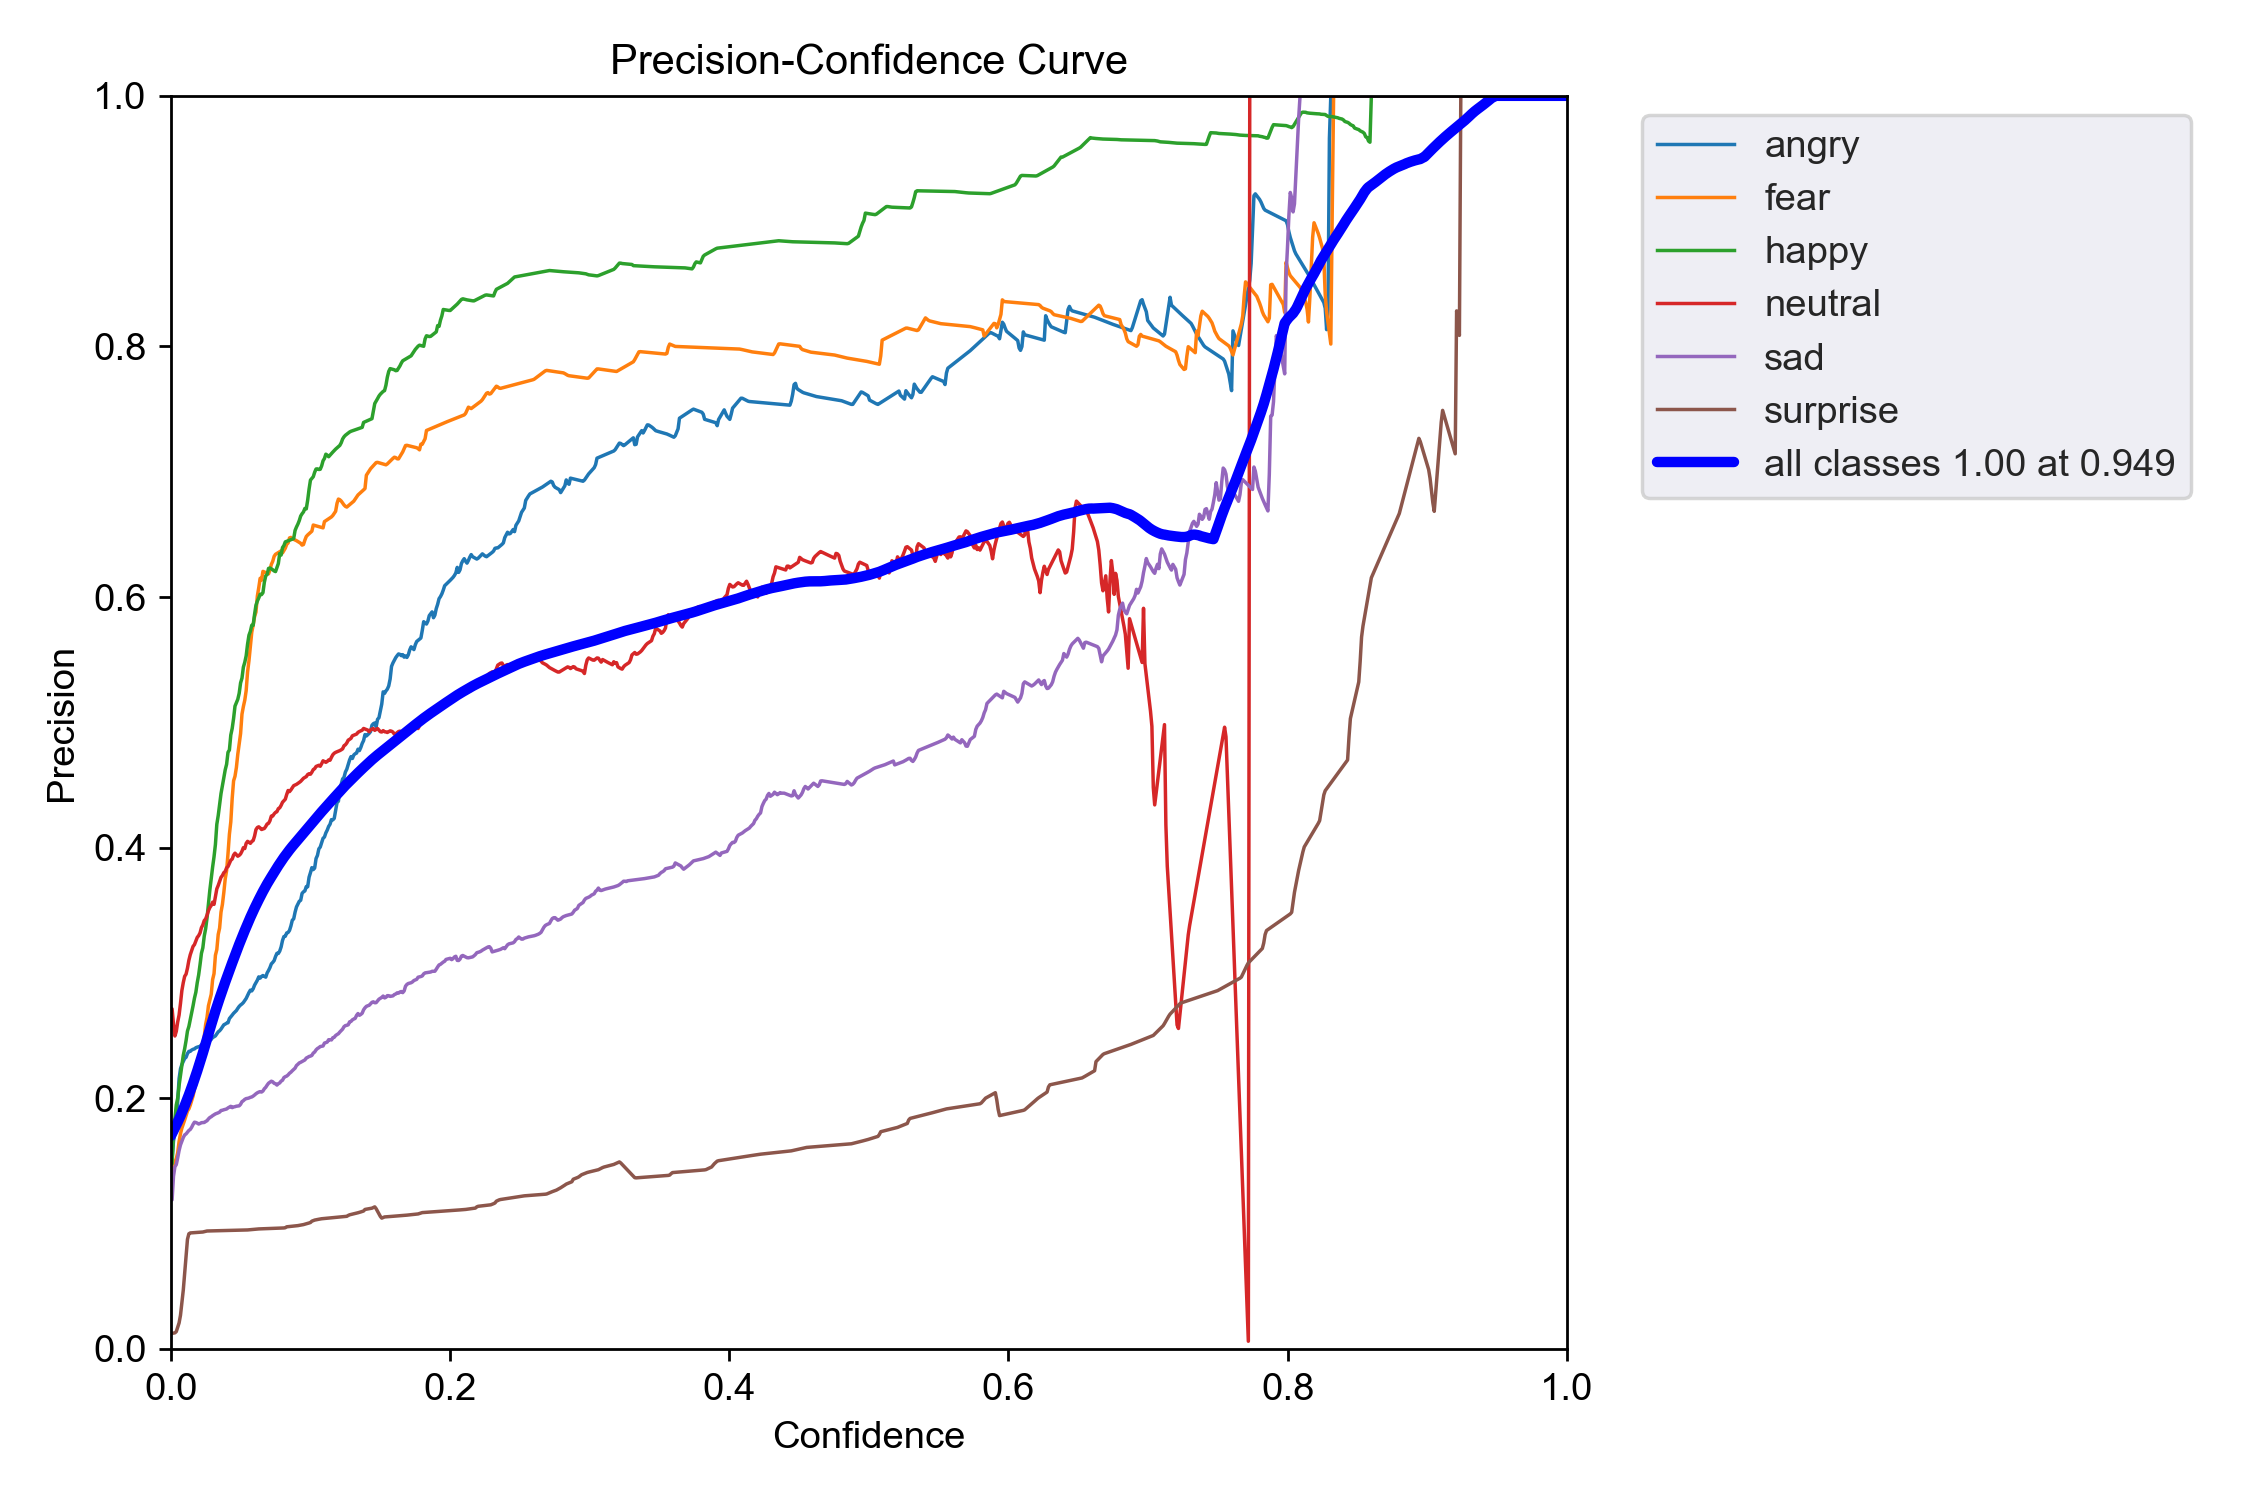 Precision-Confidence Curve
1.0
0.8
0.6
0.4
0.2
0.0
Precision
0.0 0.2 0.4 0.6 0.8 1.0
Confidence
angry
fear
happy
neutral
sad
surprise
all classes 1.00 at 0.949